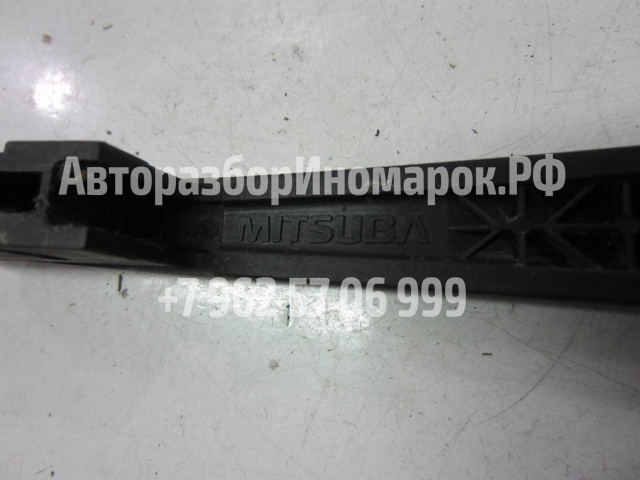 АвторазборИномарок.РФ
MITSUBA
+7 962 57 06 999